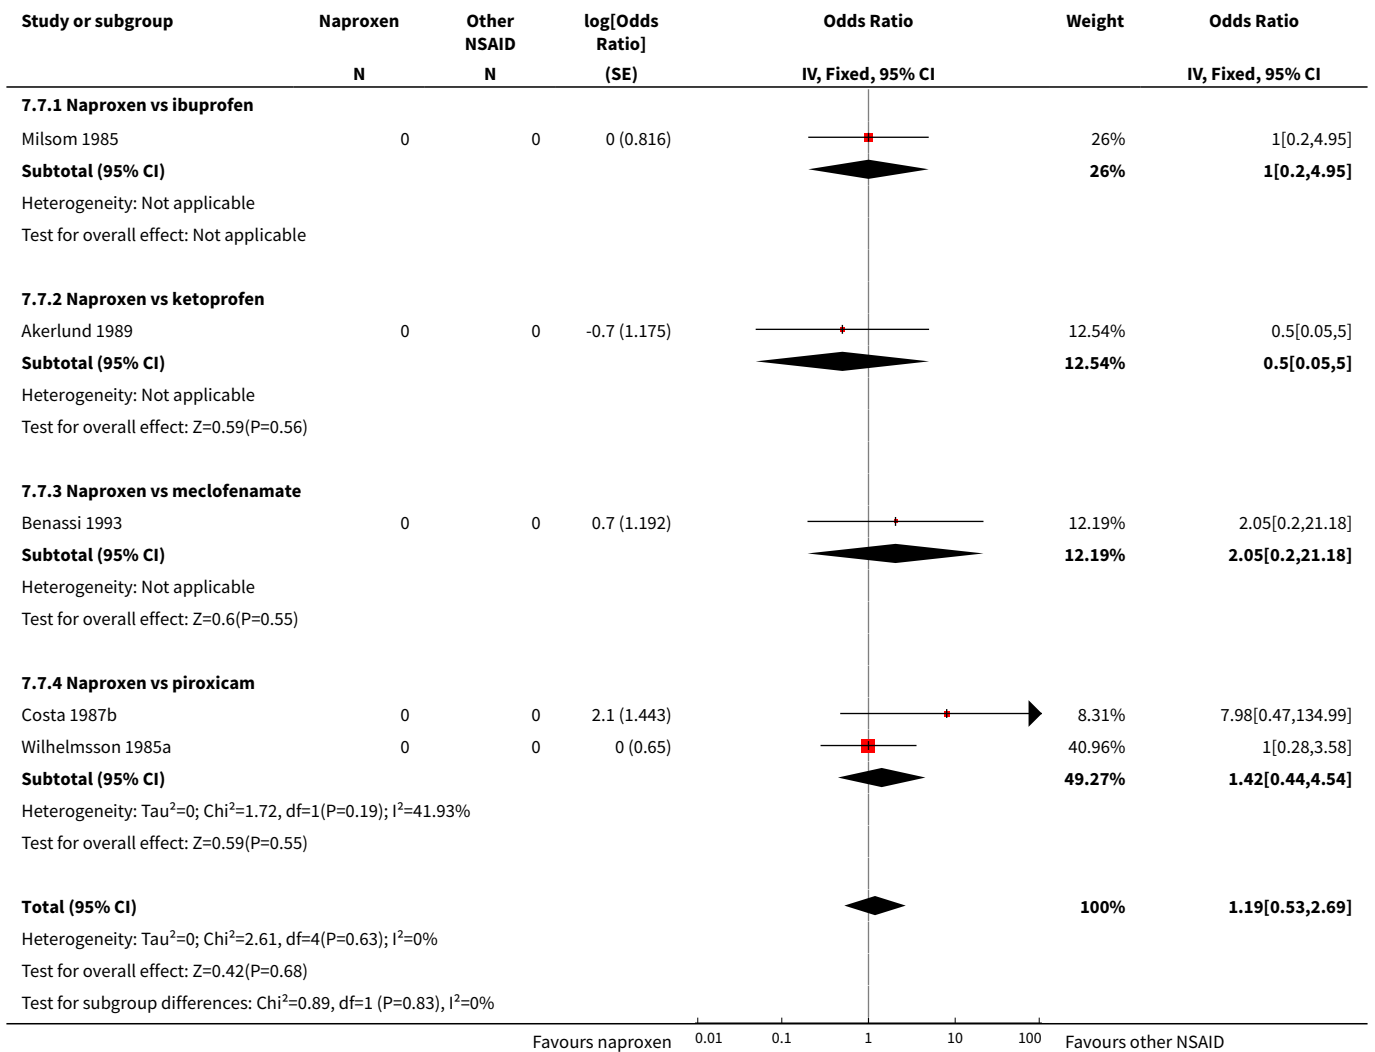 Study or subgroup Naproxen Other NSAID log[Odds Ratio] Odds Ratio Weight Odds Ratio
N N (SE) IV, Fixed, 95% CI IV, Fixed, 95% CI
7.7.1 Naproxen vs ibuprofen
Milsom 1985 0 0 0 (0.816) 26% 1[0.2,4.95]
Subtotal (95% CI) 26% 1[0.2,4.95]
Heterogeneity: Not applicable
Test for overall effect: Not applicable
7.7.2 Naproxen vs ketoprofen
Akerlund 1989 0 0 -0.7 (1.175) 12.54% 0.5[0.05,5]
Subtotal (95% CI) 12.54% 0.5[0.05,5]
Heterogeneity: Not applicable
Test for overall effect: Z=0.59(P=0.56)
7.7.3 Naproxen vs meclofenamate
Benassi 1993 0 0 0.7 (1.192) 12.19% 2.05[0.2,21.18]
Subtotal (95% CI) 12.19% 2.05[0.2,21.18]
Heterogeneity: Not applicable
Test for overall effect: Z=0.6(P=0.55)
7.7.4 Naproxen vs piroxicam
Costa 1987b 0 0 2.1 (1.443) 8.31% 7.98[0.47,134.99]
Wilhelmsson 1985a 0 0 0 (0.65) 40.96% 1[0.28,3.58]
Subtotal (95% CI) 49.27% 1.42[0.44,4.54]
Heterogeneity: Tau²=0; Chi²=1.72, df=1(P=0.19); I²=41.93%
Test for overall effect: Z=0.59(P=0.55)
Total (95% CI) 100% 1.19[0.53,2.69]
Heterogeneity: Tau²=0; Chi²=2.61, df=4(P=0.63); I²=0%
Test for overall effect: Z=0.42(P=0.68)
Test for subgroup differences: Chi²=0.89, df=1 (P=0.83), I²=0%
Favours naproxen 0.01 0.1 1 10 100 Favours other NSAID